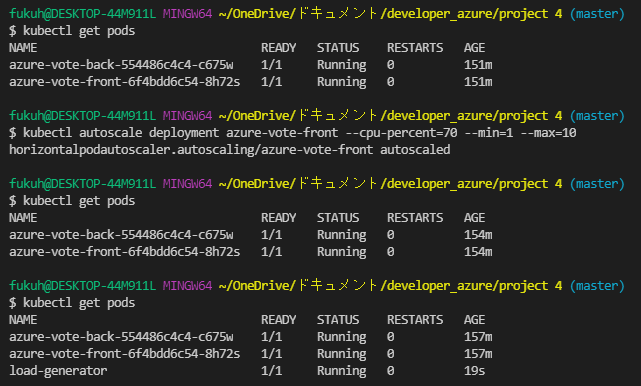 fukuh@DESKTOP-44M911L MINGW64 ~/OneDrive/ドキュメント/developer_azure/project 4 (master)
$ kubectl get pods
NAME READY STATUS RESTARTS AGE
azure-vote-back-554486c4c4-c675w 1/1 Running 0 151m
azure-vote-front-6f4bdd6c54-8h72s 1/1 Running 0 151m
fukuh@DESKTOP-44M911L MINGW64 ~/OneDrive/ドキュメント/developer_azure/project 4 (master)
$ kubectl autoscale deployment azure-vote-front --cpu-percent=70 --min=1 --max=10
horizontalpodautoscaler.autoscaling/azure-vote-front autoscaled
fukuh@DESKTOP-44M911L MINGW64 ~/OneDrive/ドキュメント/developer_azure/project 4 (master)
$ kubectl get pods
NAME READY STATUS RESTARTS AGE
azure-vote-back-554486c4c4-c675w 1/1 Running 0 154m
azure-vote-front-6f4bdd6c54-8h72s 1/1 Running 0 154m
fukuh@DESKTOP-44M911L MINGW64 ~/OneDrive/ドキュメント/developer_azure/project 4 (master)
$ kubectl get pods
NAME READY STATUS RESTARTS AGE
azure-vote-back-554486c4c4-c675w 1/1 Running 0 157m
azure-vote-front-6f4bdd6c54-8h72s 1/1 Running 0 157m
load-generator 1/1 Running 0 19s